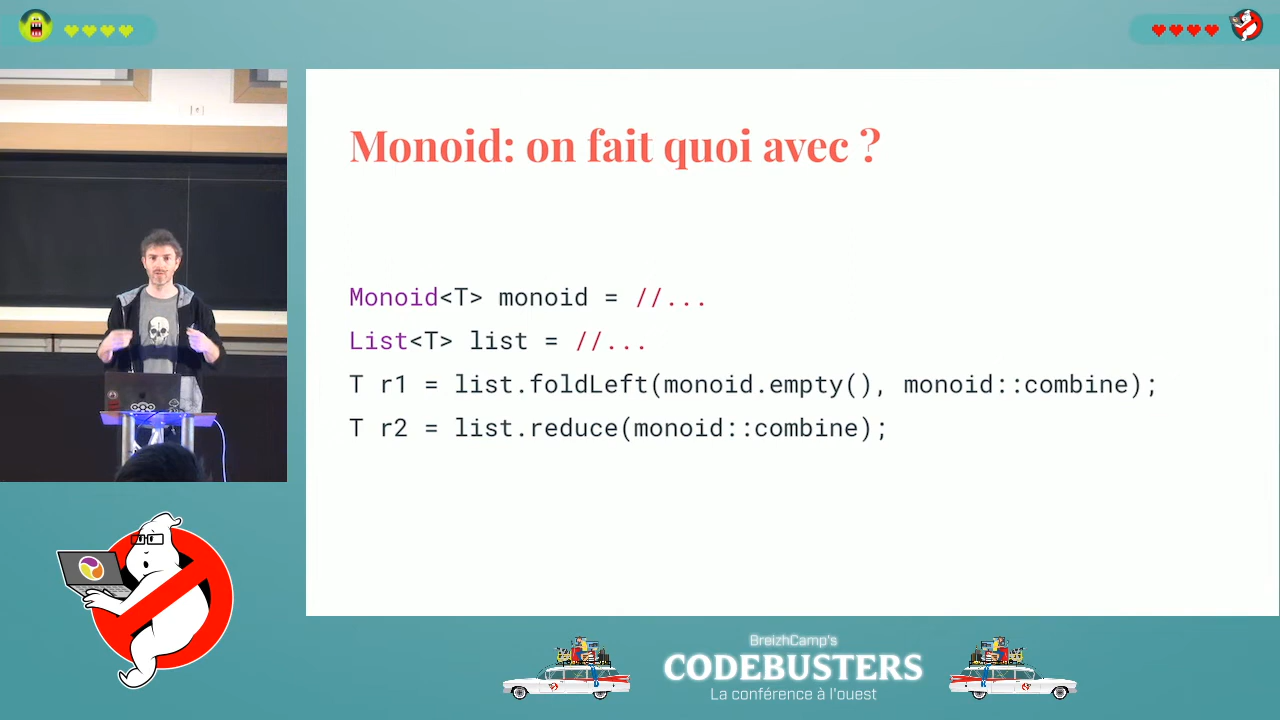 Monoid: on fait quoi avec ?
Monoid<T> monoid = //...
List<T> list = //...
T r1 = list.foldLeft(monoid.empty(), monoid::combine);
T r2 = list.reduce(monoid::combine);
BreizhCamp's
CODEBUSTERS
La conférence à l'ouest